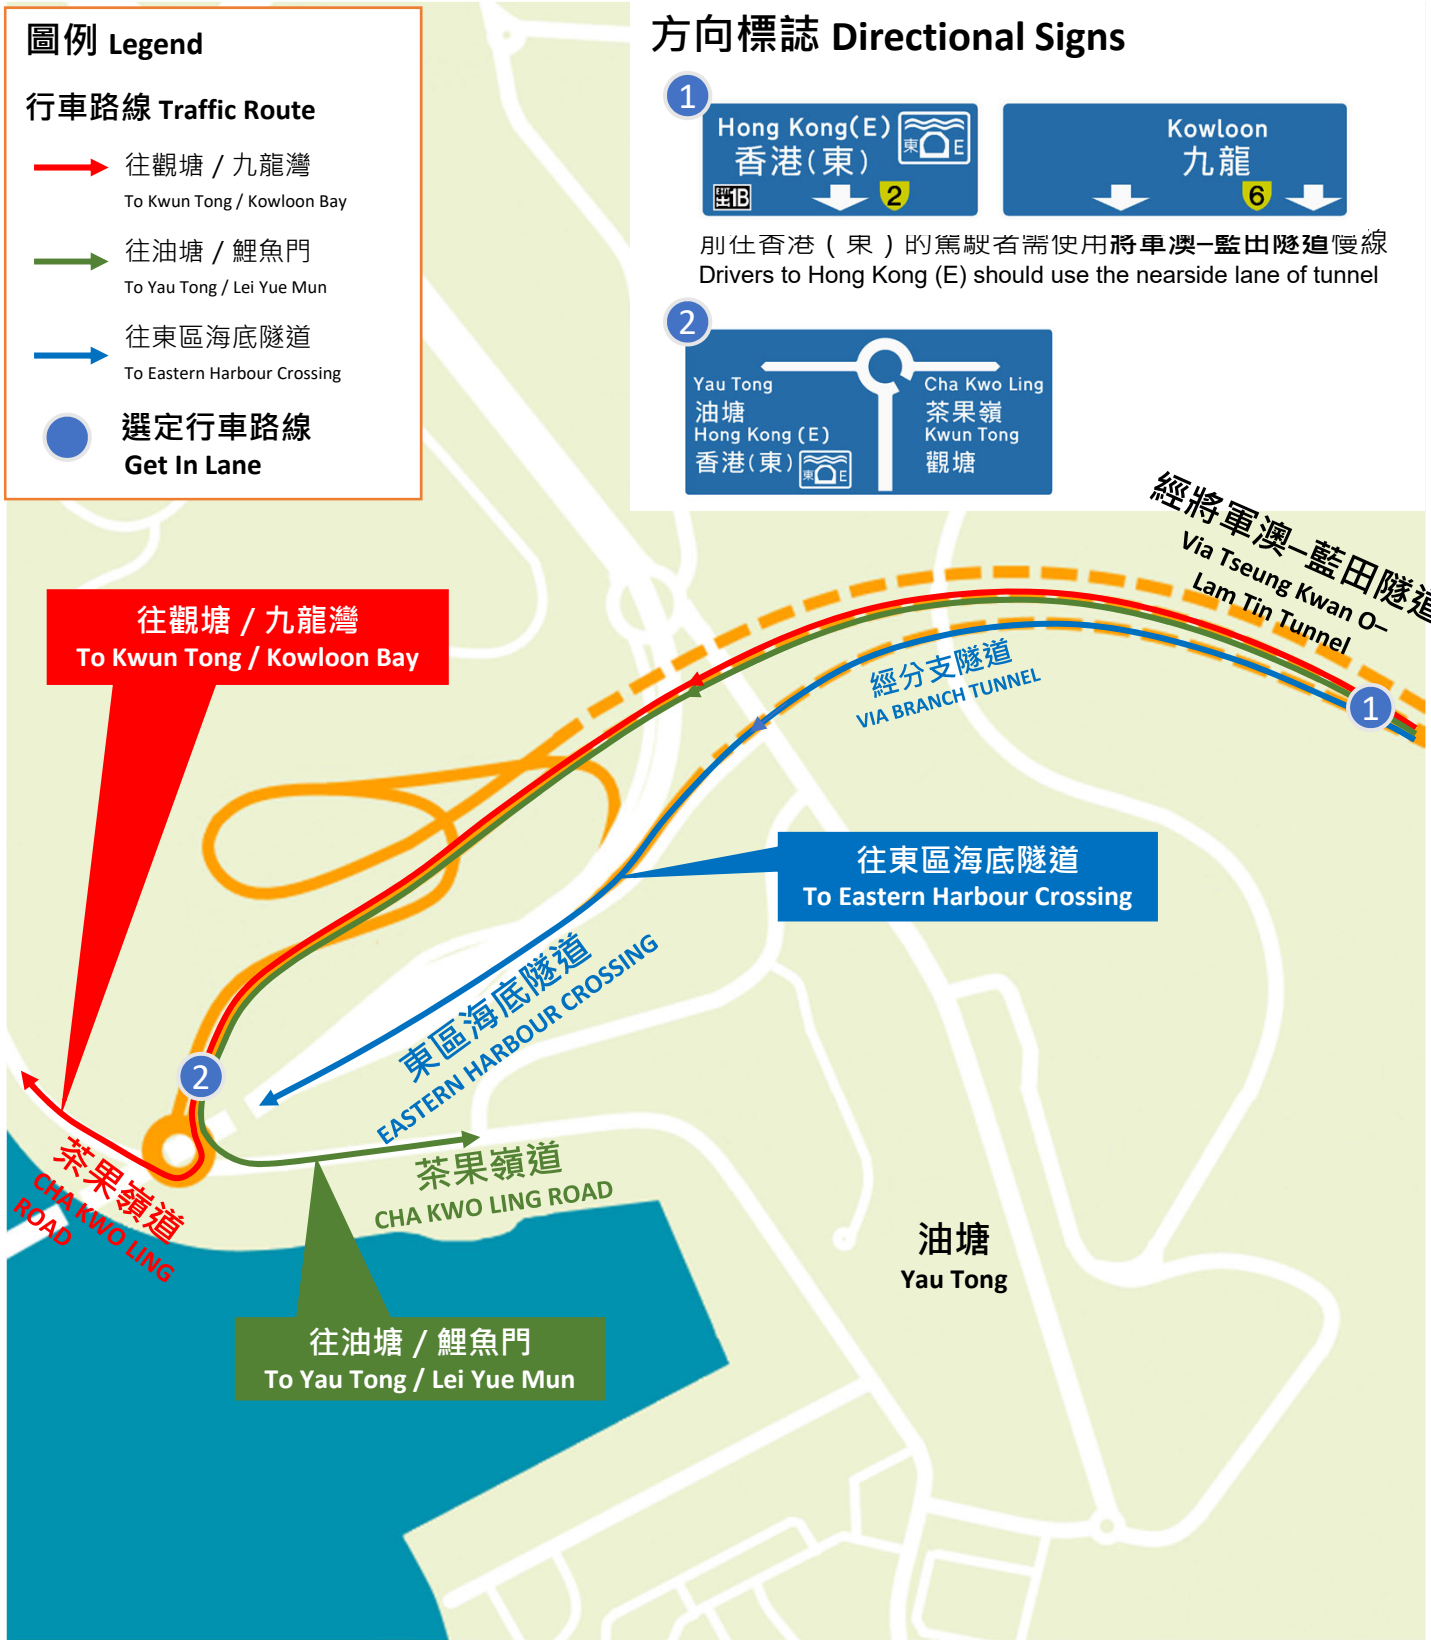 圖例 Legend
行車路線 Traffic Route
往觀塘 / 九龍灣
To Kwun Tong / Kowloon Bay
往油塘 / 鯉魚門
To Yau Tong / Lei Yue Mun
往東區海底隧道
To Eastern Harbour Crossing
選定行車路線
Get In Lane
方向標誌 Directional Signs
1
Hong Kong(E)
香港(東)
東 E
出1B
2
Kowloon
九龍
6
前往香港（東）的駕駛者需使用將軍澳–藍田隧道慢線
Drivers to Hong Kong (E) should use the nearside lane of tunnel
2
Yau Tong
油塘
Hong Kong (E)
香港(東) 東 E
Cha Kwo Ling
茶果嶺
Kwun Tong
觀塘
經將軍澳–藍田隧道
Via Tseung Kwan O–
Lam Tin Tunnel
往觀塘 / 九龍灣
To Kwun Tong / Kowloon Bay
經分支隧道
VIA BRANCH TUNNEL
1
往東區海底隧道
To Eastern Harbour Crossing
東區海底隧道
EASTERN HARBOUR CROSSING
2
茶果嶺道
CHA KWO LING
ROAD
茶果嶺道
CHA KWO LING ROAD
油塘
Yau Tong
往油塘 / 鯉魚門
To Yau Tong / Lei Yue Mun